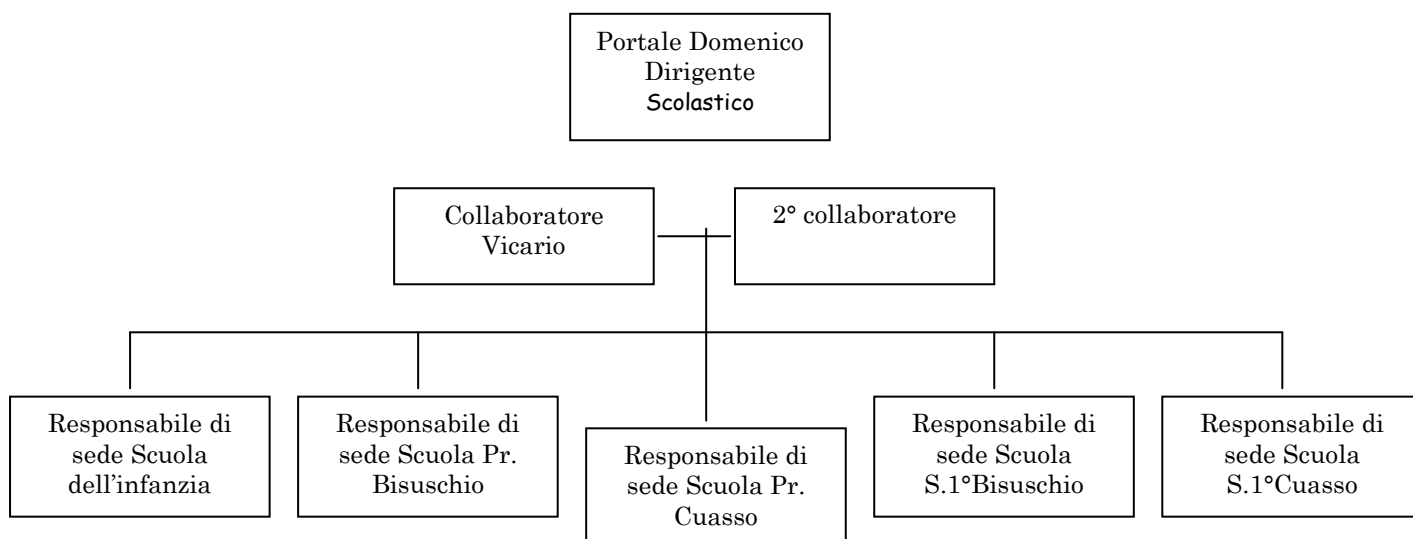 Portale Domenico
Dirigente
Scolastico
Collaboratore
Vicario
2° collaboratore
Responsabile di
sede Scuola
dell’infanzia
Responsabile di
sede Scuola Pr.
Bisuschio
Responsabile di
sede Scuola Pr.
Cuasso
Responsabile di
sede Scuola
S.1°Bisuschio
Responsabile di
sede Scuola
S.1°Cuasso